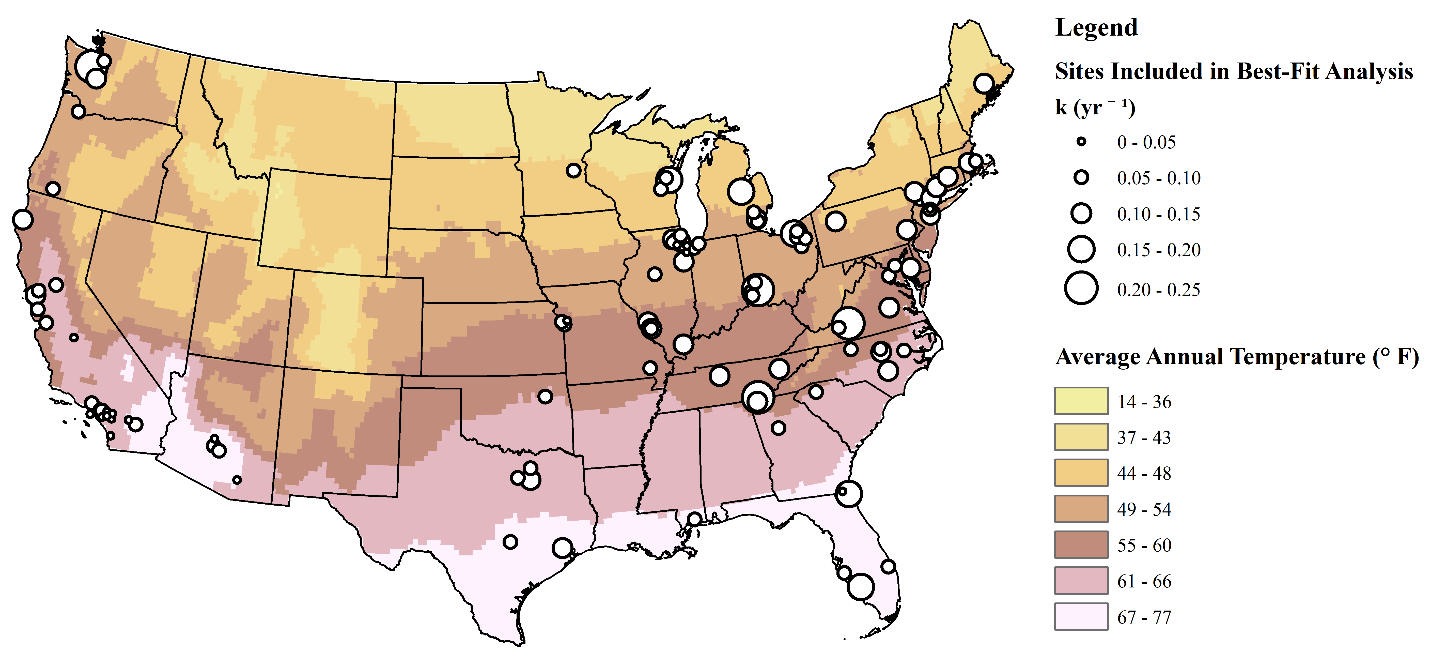 Legend
Sites Included in Best-Fit Analysis
k (yr ⁻ ¹)
0 - 0.05
0.05 - 0.10
0.10 - 0.15
0.15 - 0.20
0.20 - 0.25
Average Annual Temperature (° F)
14 - 36
37 - 43
44 - 48
49 - 54
55 - 60
61 - 66
67 - 77